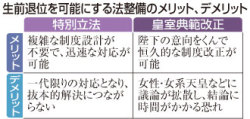 生前退位を可能にする法整備のメリット、デメリット
特別立法
皇室典範改正
メリット
複雑な制度設計が
不要で、迅速な対応が
可能
陛下の意向をくんで
恒久的な制度改正が
可能
デメリット
一代限りの対応となり、
抜本的解決につなが
らない
女性・女系天皇などに
議論が拡散し、結論に
時間がかかる恐れ